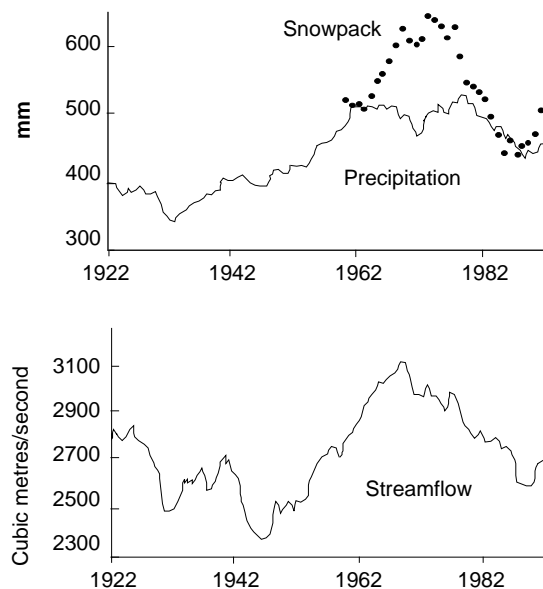 600
Snowpack
500
mm
400
Precipitation
300
1922 1942 1962 1982
3100
2900
2700
Cubic metres/second
2500
Streamflow
2300
1922 1942 1962 1982